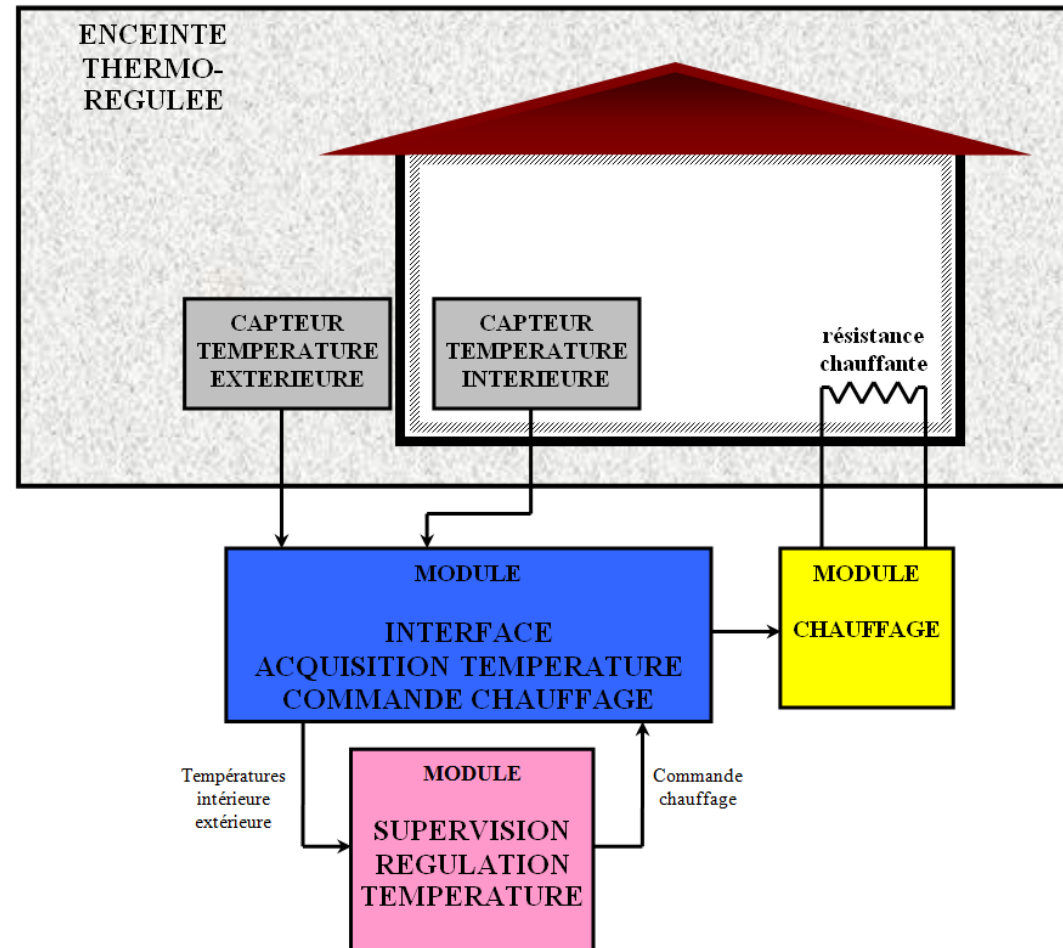 ENCEINTE
THERMO-
REGULEE
CAPTEUR
TEMPERATURE
EXTERIEURE
CAPTEUR
TEMPERATURE
INTERIEURE
résistance
chauffante
MODULE
INTERFACE
ACQUISITION TEMPERATURE
COMMANDE CHAUFFAGE
MODULE
CHAUFFAGE
Températures
intérieure
extérieure
MODULE
SUPERVISION
REGULATION
TEMPERATURE
Commande
chauffage